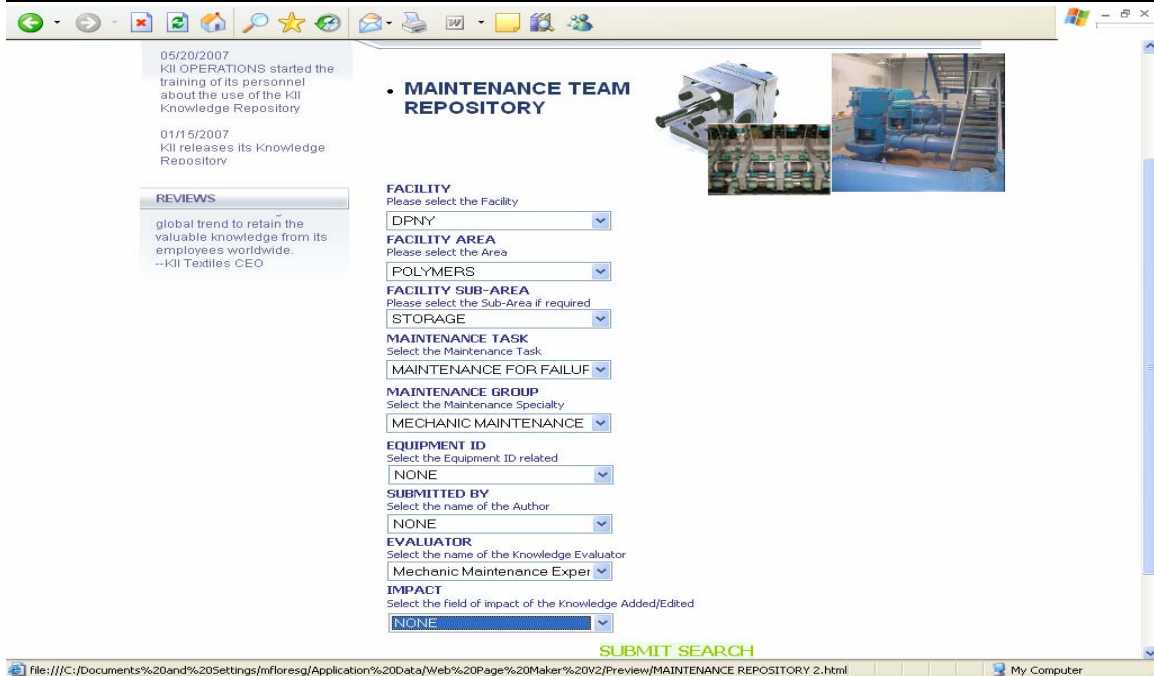 05/20/2007
KII OPERATIONS started the
training of its personnel
about the use of the KII
Knowledge Repository
01/15/2007
KII releases its Knowledge
Repository
REVIEWS
global trend to retain the
valuable knowledge from its
employees worldwide.
--KII Textiles CEO
• MAINTENANCE TEAM
REPOSITORY
FACILITY
Please select the Facility
DPNY
FACILITY AREA
Please select the Area
POLYMERS
FACILITY SUB-AREA
Please select the Sub-Area if required
STORAGE
MAINTENANCE TASK
Select the Maintenance Task
MAINTENANCE FOR FAILUF
MAINTENANCE GROUP
Select the Maintenance Specialty
MECHANIC MAINTENANCE
EQUIPMENT ID
Select the Equipment ID related
NONE
SUBMITTED BY
Select the name of the Author
NONE
EVALUATOR
Select the name of the Knowledge Evaluator
Mechanic Maintenance Exper
IMPACT
Select the field of impact of the Knowledge Added/Edited
NONE
SUBMIT SEARCH
file:///C:/Documents%20and%20Settings/mfloresg/Application%20Data/Web%20Page%20Maker%20V2/Preview/MAINTENANCE REPOSITORY 2.html
My Computer